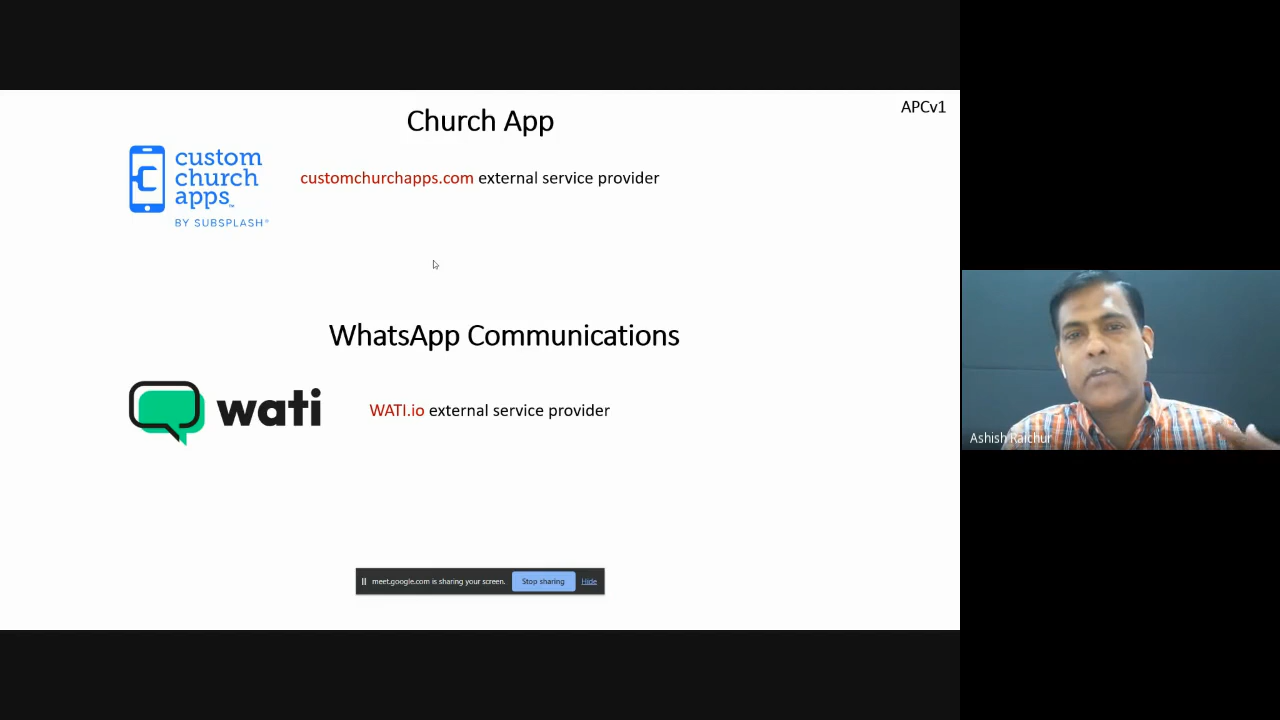 APCv1
Church App
custom
church
apps™
BY SUBSPLASH®
customchurchapps.com external service provider
WhatsApp Communications
wati
WATI.io external service provider
Ashish Raichur
meet.google.com is sharing your screen. Stop sharing Hide